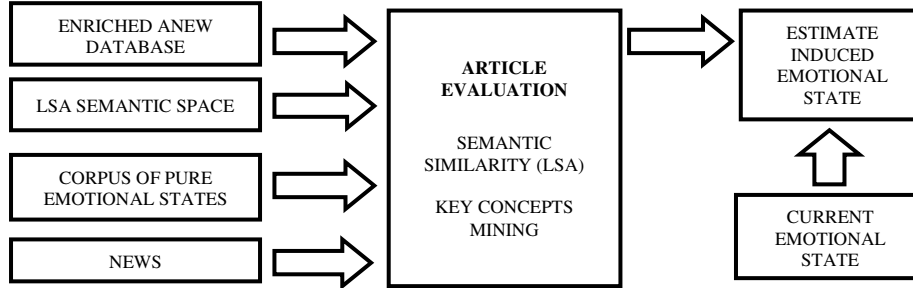 ENRICHED ANEW
DATABASE
LSA SEMANTIC SPACE
CORPUS OF PURE
EMOTIONAL STATES
NEWS
ARTICLE
EVALUATION
SEMANTIC
SIMILARITY (LSA)
KEY CONCEPTS
MINING
ESTIMATE
INDUCED
EMOTIONAL
STATE
CURRENT
EMOTIONAL
STATE